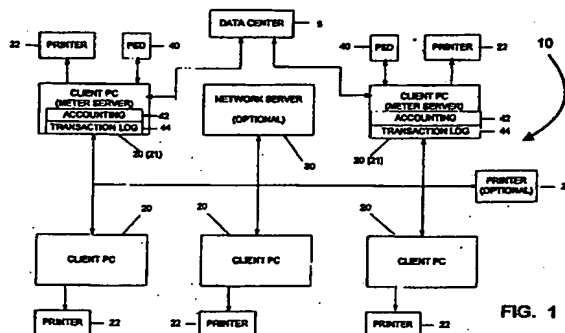 DATA CENTER 5
22 PRINTER
PSD 40
40 PSD
PRINTER 22
10
CLIENT PC
(METER SERVER)
ACCOUNTING 42
TRANSACTION LOG 44
20 (21)
NETWORK SERVER
(OPTIONAL)
30
CLIENT PC
(METER SERVER)
ACCOUNTING 42
TRANSACTION LOG 44
20 (21)
PRINTER
(OPTIONAL)
20
CLIENT PC
20
CLIENT PC
20
CLIENT PC
PRINTER 22
22 PRINTER
PRINTER 22
FIG. 1